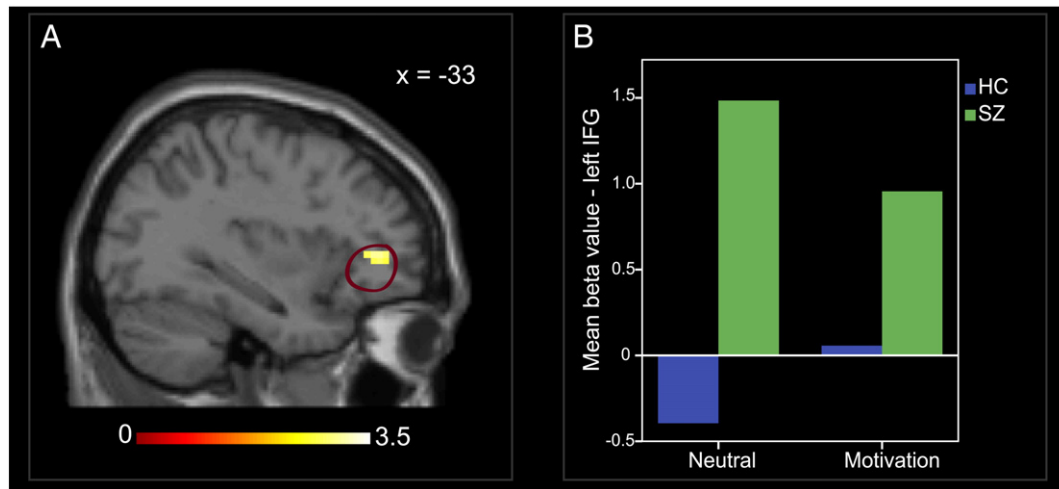 A
x = -33
0
3.5
B
Mean beta value - left IFG
1.5
1.0
0.5
0
-0.5
Neutral
Motivation
HC
SZ